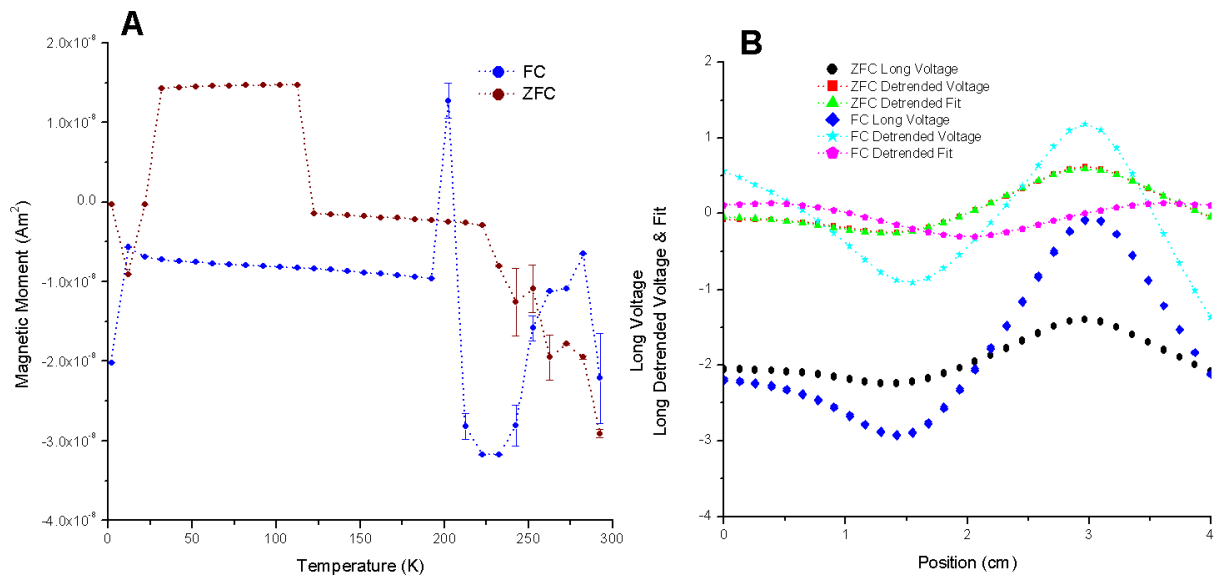 A
2.0x10-8
1.0x10-8
0.0
-1.0x10-8
-2.0x10-8
-3.0x10-8
-4.0x10-8
Magnetic Moment (Am2)
FC
ZFC
0 50 100 150 200 250 300
Temperature (K)
B
2
1
0
-1
-2
-3
-4
Long Voltage
Long Detrended Voltage & Fit
ZFC Long Voltage
ZFC Detrended Voltage
ZFC Detrended Fit
FC Long Voltage
FC Detrended Voltage
FC Detrended Fit
0 1 2 3 4
Position (cm)